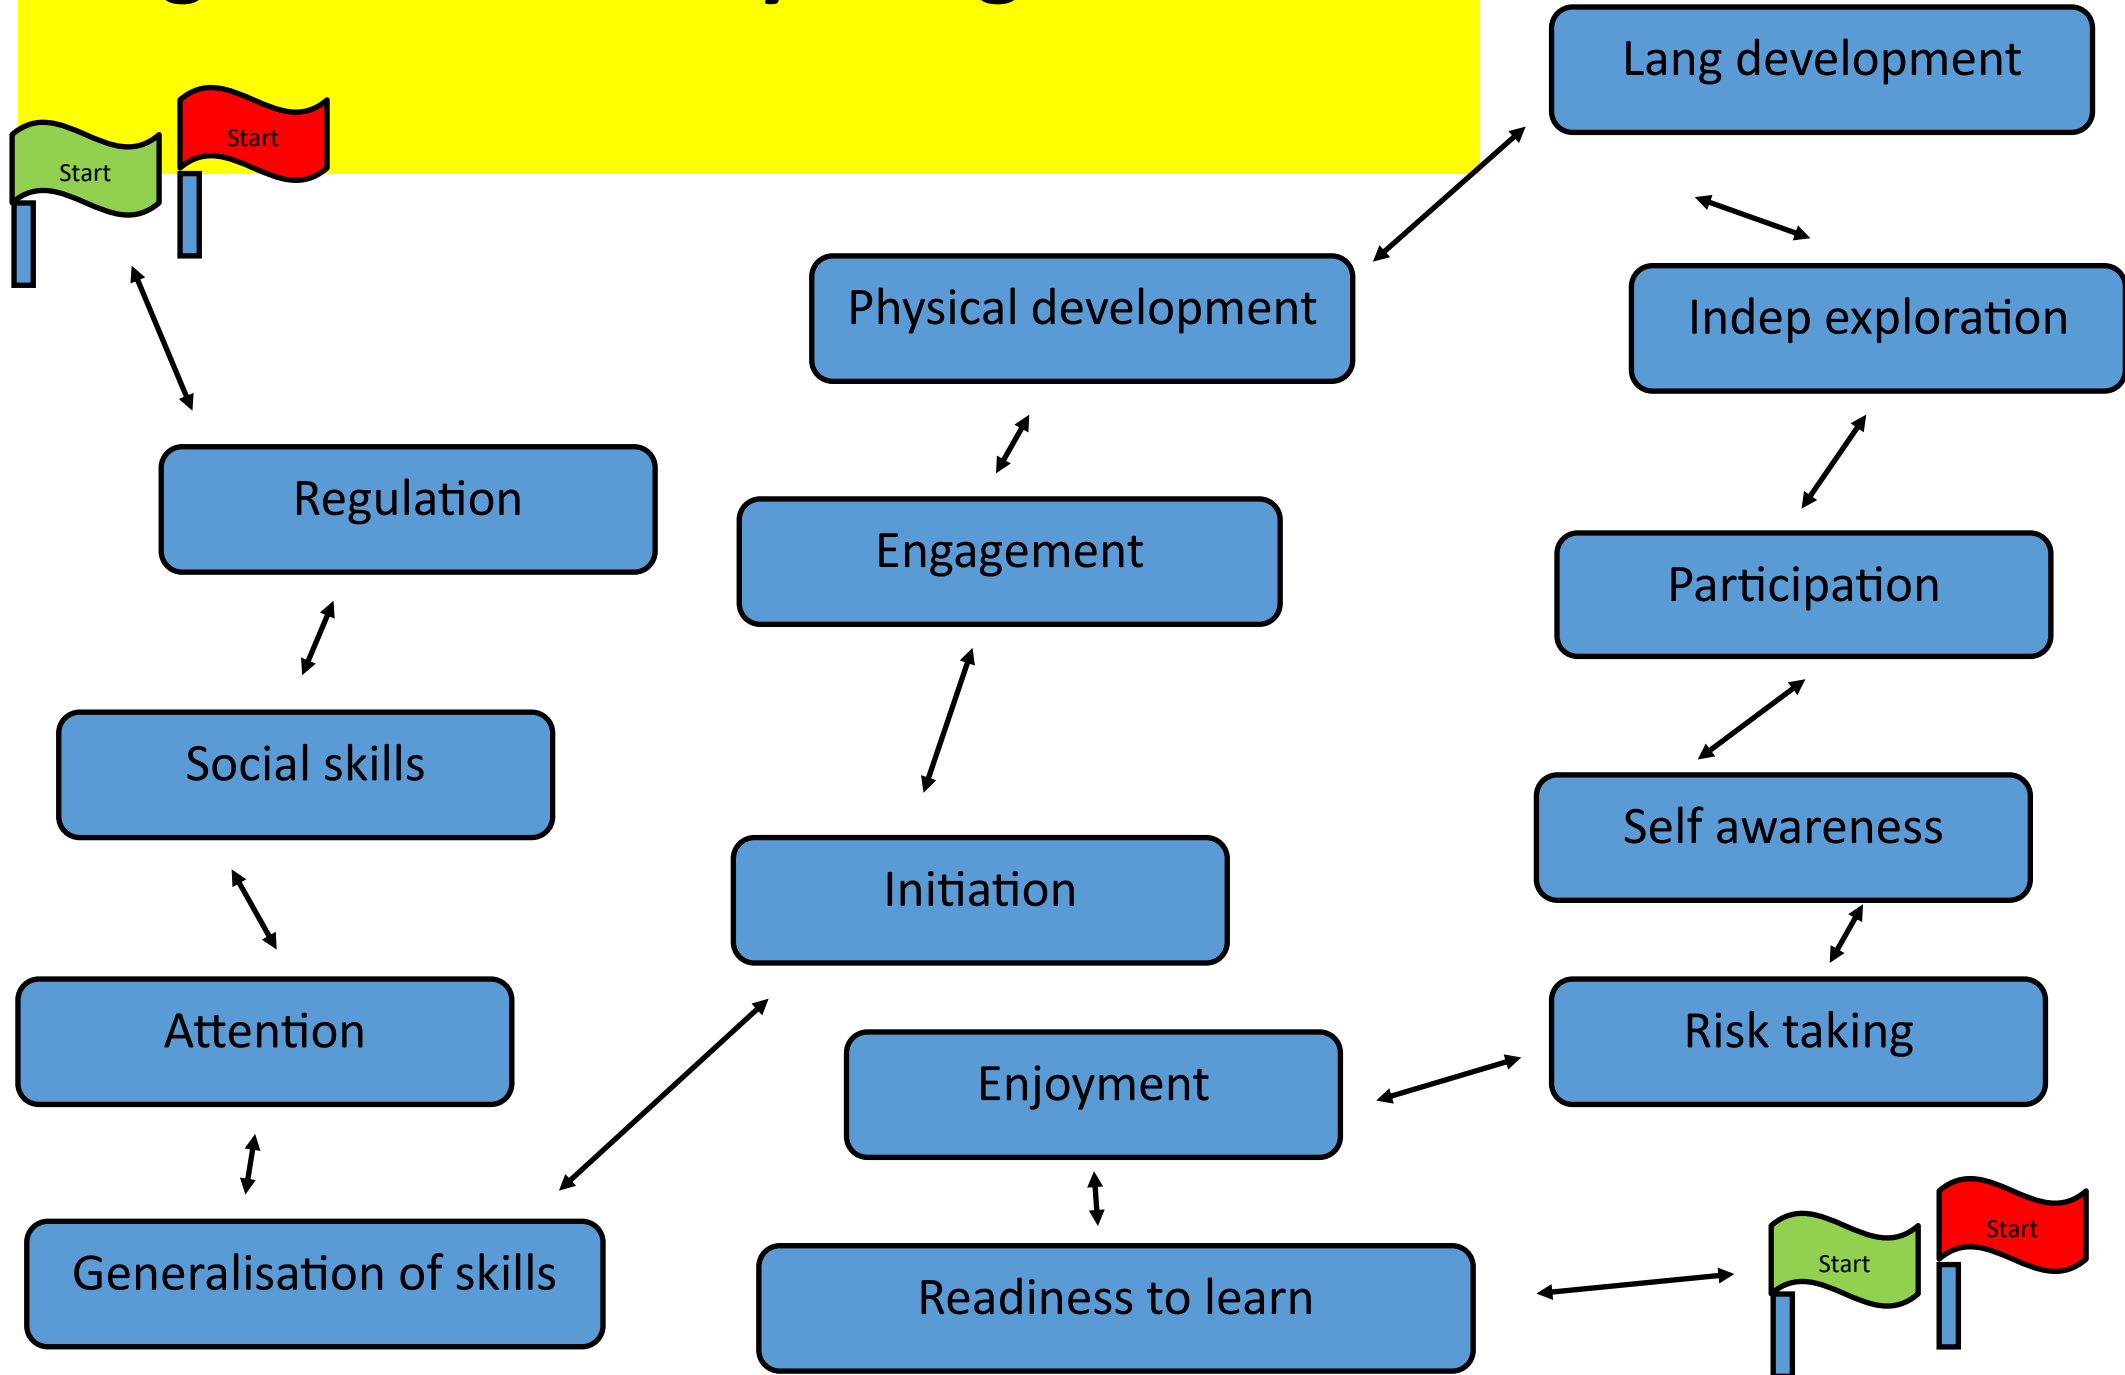 Start
Start
Lang development
Physical development
Indep exploration
Regulation
Engagement
Participation
Social skills
Self awareness
Initiation
Attention
Risk taking
Enjoyment
Generalisation of skills
Readiness to learn
Start
Start